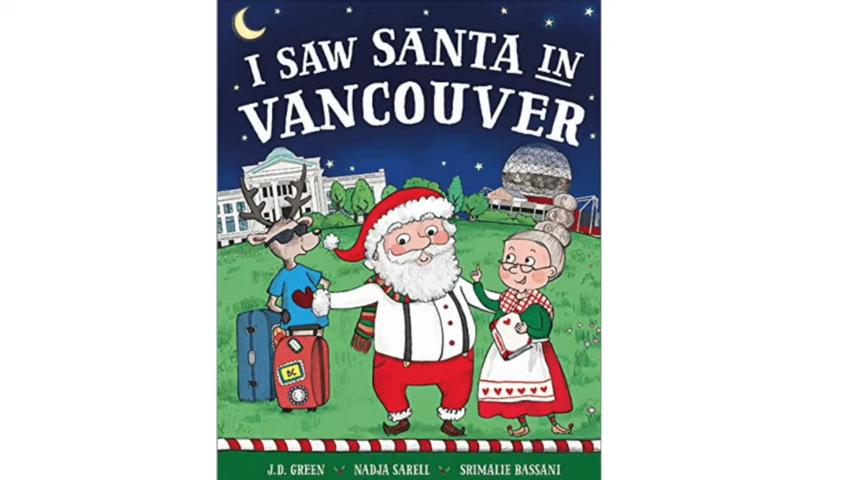 I SAW SANTA IN
VANCOUVER
BC
J.D. GREEN NADJA SARELL SRIMALIE BASSANI